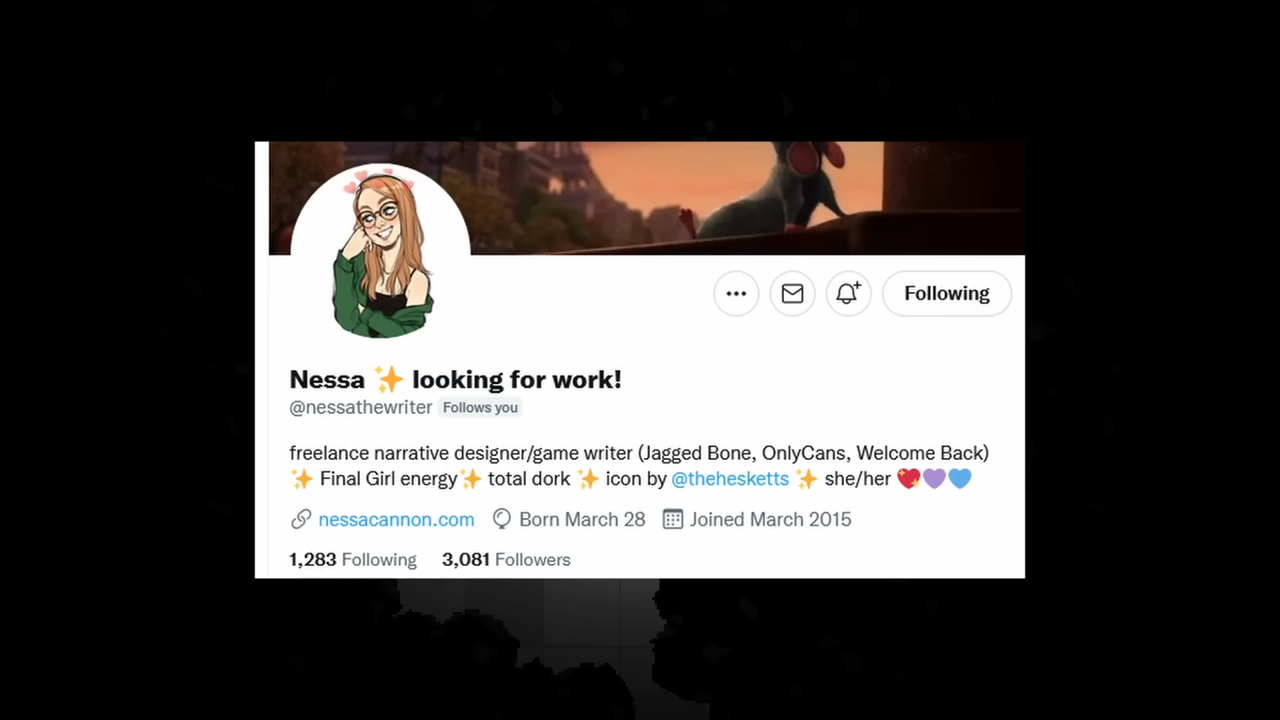 Following
Nessa ✨ looking for work!
@nessathewriter Follows you
freelance narrative designer/game writer (Jagged Bone, OnlyCans, Welcome Back)
✨ Final Girl energy✨ total dork ✨ icon by @thehesketts ✨ she/her 💖💜💙
nessacannon.com Born March 28 Joined March 2015
1,283 Following 3,081 Followers